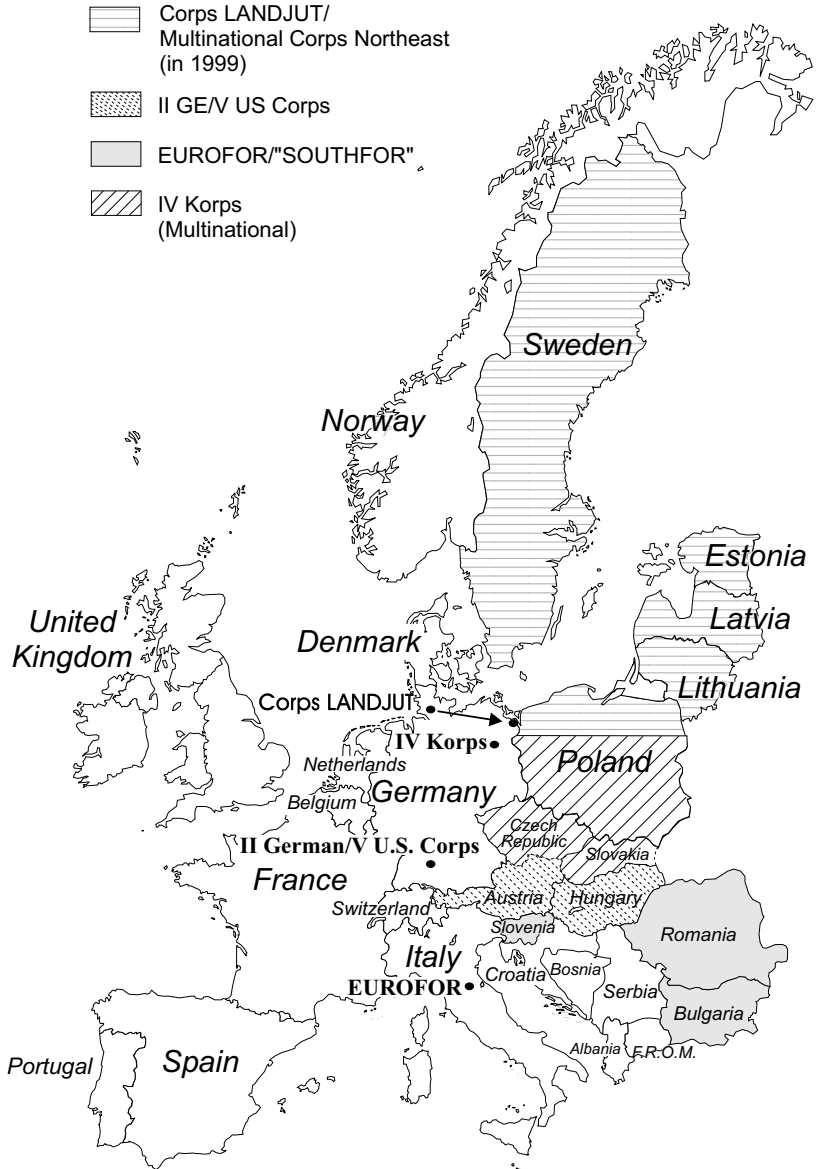 Corps LANDJUT/
Multinational Corps Northeast
(in 1999)
II GE/V US Corps
EUROFOR/"SOUTHFOR"
IV Korps
(Multinational)
Sweden
Norway
Estonia
Latvia
Lithuania
United
Kingdom
Denmark
Corps LANDJUT
IV Korps
Netherlands
Poland
Belgium
Germany
Czech
Republic
II German/V U.S. Corps
Slovakia
France
Austria
Hungary
Switzerland
Slovenia
Romania
Italy
Croatia
Bosnia
EUROFOR
Serbia
Bulgaria
Albania
F.R.O.M.
Portugal
Spain